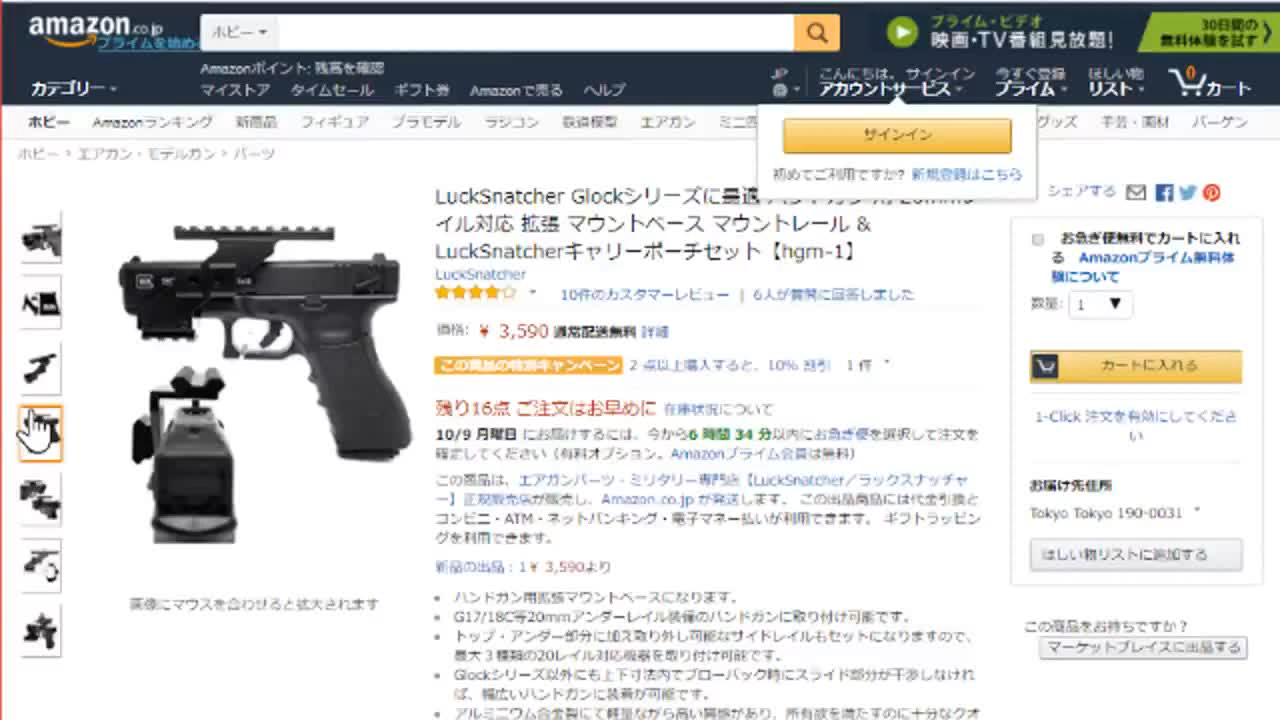 amazon.co.jp
プライムを始め
ホビー
プライム・ビデオ
映画・TV番組見放題!
30日間の
無料体験を試す
カテゴリー
Amazonポイント: 残高を確認
マイストア タイムセール ギフト券 Amazonで売る ヘルプ
JP
こんにちは。サインイン
アカウントサービス
今すぐ登録
プライム
ほしい物
リスト
0
カート
ホビー Amazonランキング 新商品 フィギュア プラモデル ラジコン 鉄道模型 エアガン ミニ四 グッズ 手芸・画材 バーゲン
サインイン
初めてご利用ですか? 新規登録はこちら
ホビー › エアガン・モデルガン › パーツ
LuckSnatcher Glockシリーズに最適
イル対応 拡張 マウントベース マウントレール &
LuckSnatcherキャリーポーチセット【hgm-1】
LuckSnatcher
10件のカスタマーレビュー | 6人が質問に回答しました
価格: ¥ 3,590 通常配送無料 詳細
この商品の特別キャンペーン 2 点以上購入すると、10% 割引 1 件
残り16点 ご注文はお早めに 在庫状況について
10/9 月曜日 にお届けするには、今から6 時間 34 分以内にお急ぎ便を選択して注文を
確定してください（有料オプション。Amazonプライム会員は無料）
この商品は、エアガンパーツ・ミリタリー専門店【LuckSnatcher／ラックスナッチャ
ー】正規販売店が販売し、Amazon.co.jp が発送します。 この出品商品には代金引換と
コンビニ・ATM・ネットバンキング・電子マネー払いが利用できます。 ギフトラッピン
グを利用できます。
新品の出品：1¥ 3,590より
ハンドガン用拡張マウントベースになります。
G17/18C等20mmアンダーレイル装備のハンドガンに取り付け可能です。
トップ・アンダー部分に加え取り外し可能なサイドレイルもセットになりますので、
最大３種類の20レイル対応機器を取り付け可能です。
Glockシリーズ以外にも上下寸法内でブローバック時にスライド部分が干渉しなけれ
ば、幅広いハンドガンに装着が可能です。
アルミニウム合金製にて軽量ながら高い質感があり、所有欲を満たすのに十分なクオ
画像にマウスを合わせると拡大されます
シェアする
お急ぎ便無料でカートに入れ
る Amazonプライム無料体
験について
数量: 1
カートに入れる
1-Click 注文を有効にしてくださ
い
お届け先住所
Tokyo Tokyo 190-0031
ほしい物リストに追加する
この商品をお持ちですか？
マーケットプレイスに出品する